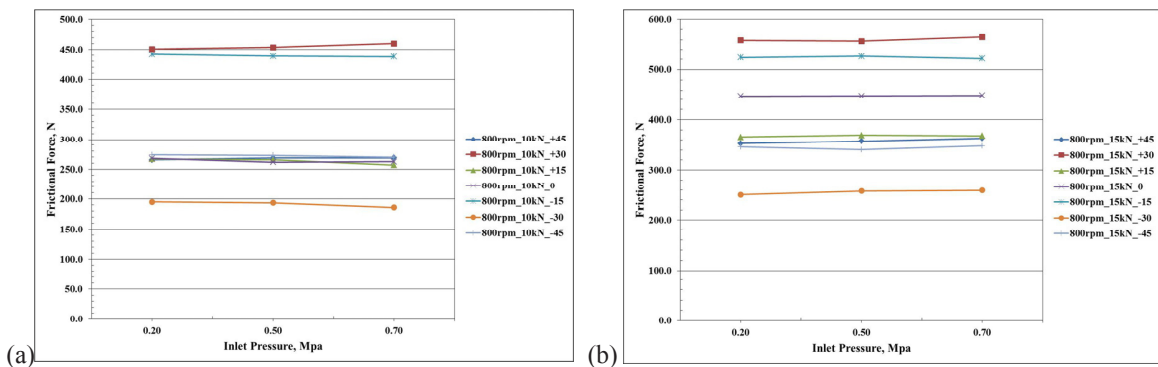 500.0
450.0
400.0
350.0
300.0
250.0
200.0
150.0
100.0
50.0
0.0
Frictional Force, N
0.20 0.50 0.70
Inlet Pressure, Mpa
800rpm_10kN_+45
800rpm_10kN_+30
800rpm_10kN_+15
800rpm_10kN_0
800rpm_10kN_-15
800rpm_10kN_-30
800rpm_10kN_-45
(a)
600.0
500.0
400.0
300.0
200.0
100.0
0.0
Frictional Force, N
0.20 0.50 0.70
Inlet Pressure, Mpa
800rpm_15kN_+45
800rpm_15kN_+30
800rpm_15kN_+15
800rpm_15kN_0
800rpm_15kN_-15
800rpm_15kN_-30
800rpm_15kN_-45
(b)